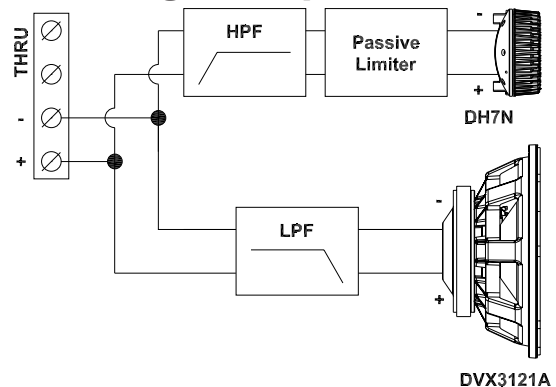 THRU
-
+
HPF
Passive
Limiter
-
+
DH7N
LPF
-
+
DVX3121A